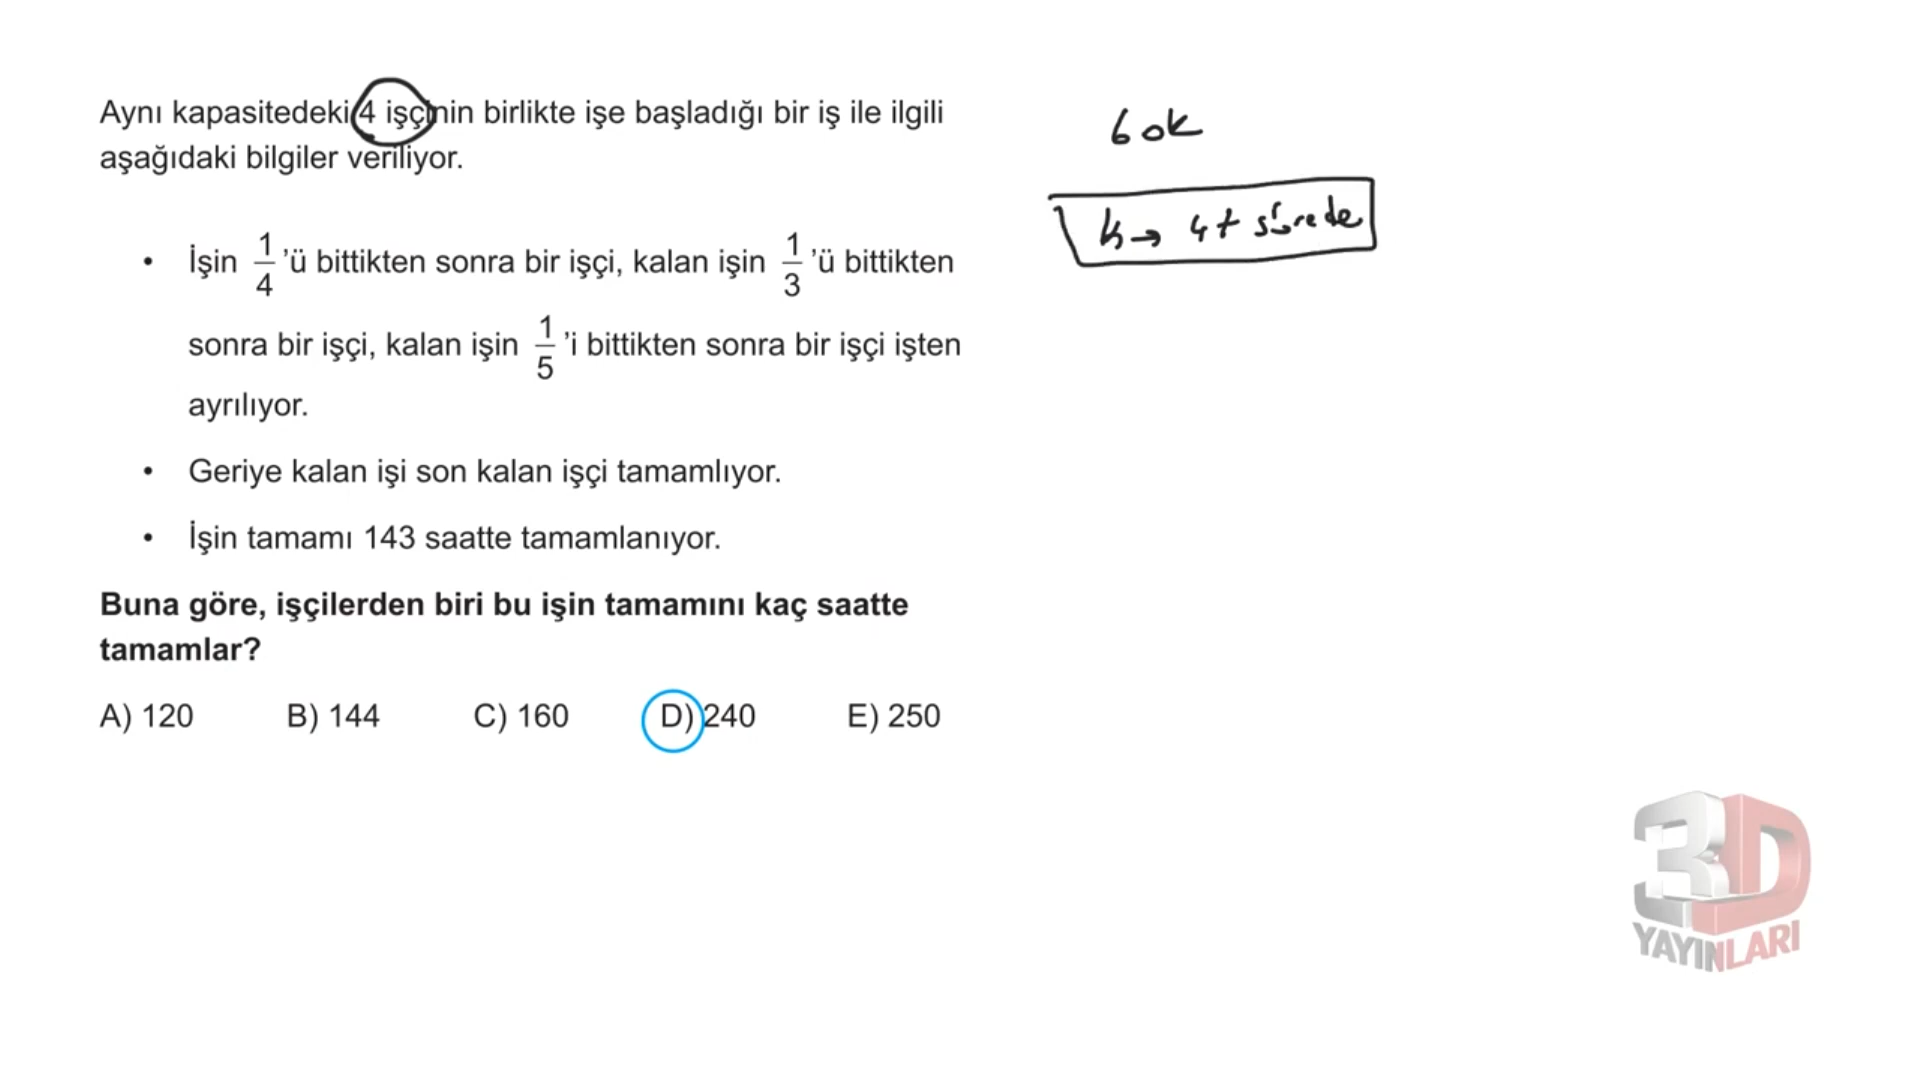 Aynı kapasitedeki 4 işçinin birlikte işe başladığı bir iş ile ilgili
aşağıdaki bilgiler veriliyor.
• İşin 1/4 'ü bittikten sonra bir işçi, kalan işin 1/3 'ü bittikten
sonra bir işçi, kalan işin 1/5 'i bittikten sonra bir işçi işten
ayrılıyor.
• Geriye kalan işi son kalan işçi tamamlıyor.
• İşin tamamı 143 saatte tamamlanıyor.
Buna göre, işçilerden biri bu işin tamamını kaç saatte
tamamlar?
A) 120 B) 144 C) 160 D) 240 E) 250
60k
k → 4t sürede
3D
YAYINLARI